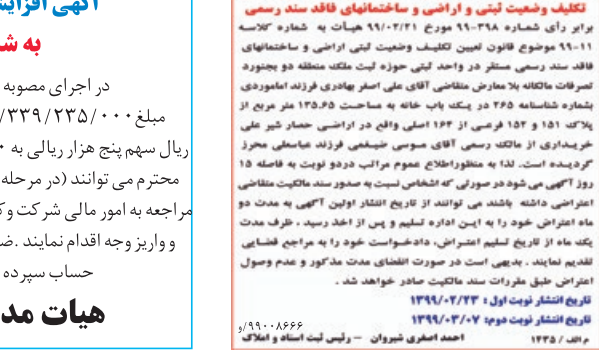 تکلیف وضعیت ثبتی و اراضی و ساختمانهای فاقد سند رسمی
برابر رأی شماره ۳۹۸-۹۹ مورخ ۹۹/۰۲/۲۱ هیأت به شماره کلاسه
۱۱-۹۹ موضوع قانون تعیین تکلیف وضعیت ثبتی اراضی و ساختمانهای
فاقد سند رسمی مستقر در واحد ثبتی حوزه ثبت ملک منطقه دو بجنورد
تصرفات مالکانه بلا معارض متقاضی آقای علی اصغر بهادری فرزند اماموردی
بشماره شناسنامه ۲۶۵ در یک باب خانه به مساحت ۱۳۵.۶۵ متر مربع از
پلاک ۱۵۱ و ۱۵۲ فرعی از ۱۶۴ اصلی واقع در اراضی حصار شیر علی
خریداری از مالک رسمی آقای موسی ضیغمی فرزند عباسعلی محرز
گردیده است. لذا به منظوراطلاع عموم مراتب دردو نوبت به فاصله ۱۵
روز آگهی می شود در صورتی که اشخاص نسبت به صدور سند مالکیت متقاضی
اعتراضی داشته باشند می توانند از تاریخ انتشار اولین آگهی به مدت دو
ماه اعتراض خود را به این اداره تسلیم و پس از اخذ رسید ، ظرف مدت
یک ماه از تاریخ تسلیم اعتراض، دادخواست خود را به مراجع قضایی
تقدیم نمایند . بدیهی است در صورت انقضای مدت مذکور و عدم وصول
اعتراض طبق مقررات سند مالکیت صادر خواهد شد .
تاریخ انتشار نوبت اول : ۱۳۹۹/۰۲/۲۳
تاریخ انتشار نوبت دوم: ۱۳۹۹/۰۳/۰۷
م الف / ۱۴۳۵ احمد اصغری شیروان – رئیس ثبت اسناد و املاک
۹۹۰۰۸۶۶۶/و
آگهی
به
در اجرای مصوبه
مبلغ ۳۳۹/۲۳۵/۰۰۰/
ریال سهم پنج هزار ریالی به
محترم می توانند (در مرحله
مراجعه به امور مالی شرکت و
و واریز وجه اقدام نمایند .
حساب سپرده
هیات